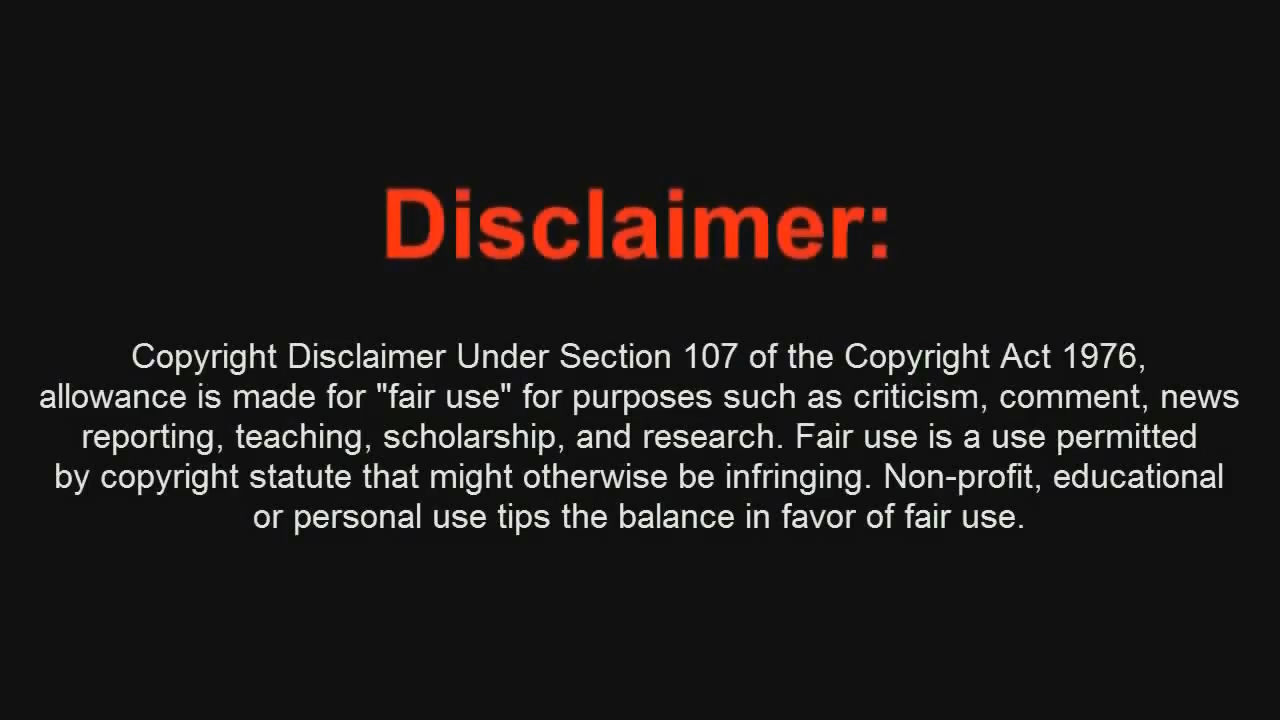 Disclaimer:
Copyright Disclaimer Under Section 107 of the Copyright Act 1976,
allowance is made for "fair use" for purposes such as criticism, comment, news
reporting, teaching, scholarship, and research. Fair use is a use permitted
by copyright statute that might otherwise be infringing. Non-profit, educational
or personal use tips the balance in favor of fair use.